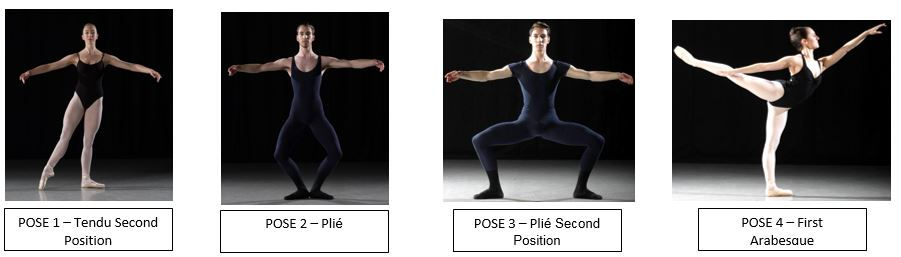 POSE 1 – Tendu Second
Position
POSE 2 – Plié
POSE 3 – Plié Second
Position
POSE 4 – First
Arabesque